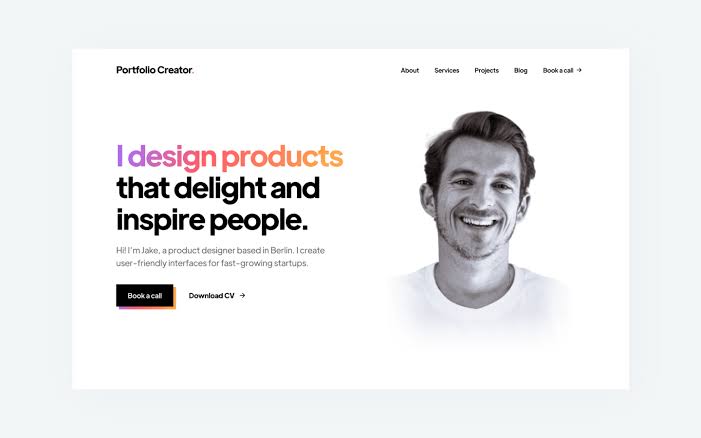 Portfolio Creator.
About Services Projects Blog Book a call →
I design products
that delight and
inspire people.
Hi! I'm Jake, a product designer based in Berlin. I create
user-friendly interfaces for fast-growing startups.
Book a call
Download CV →